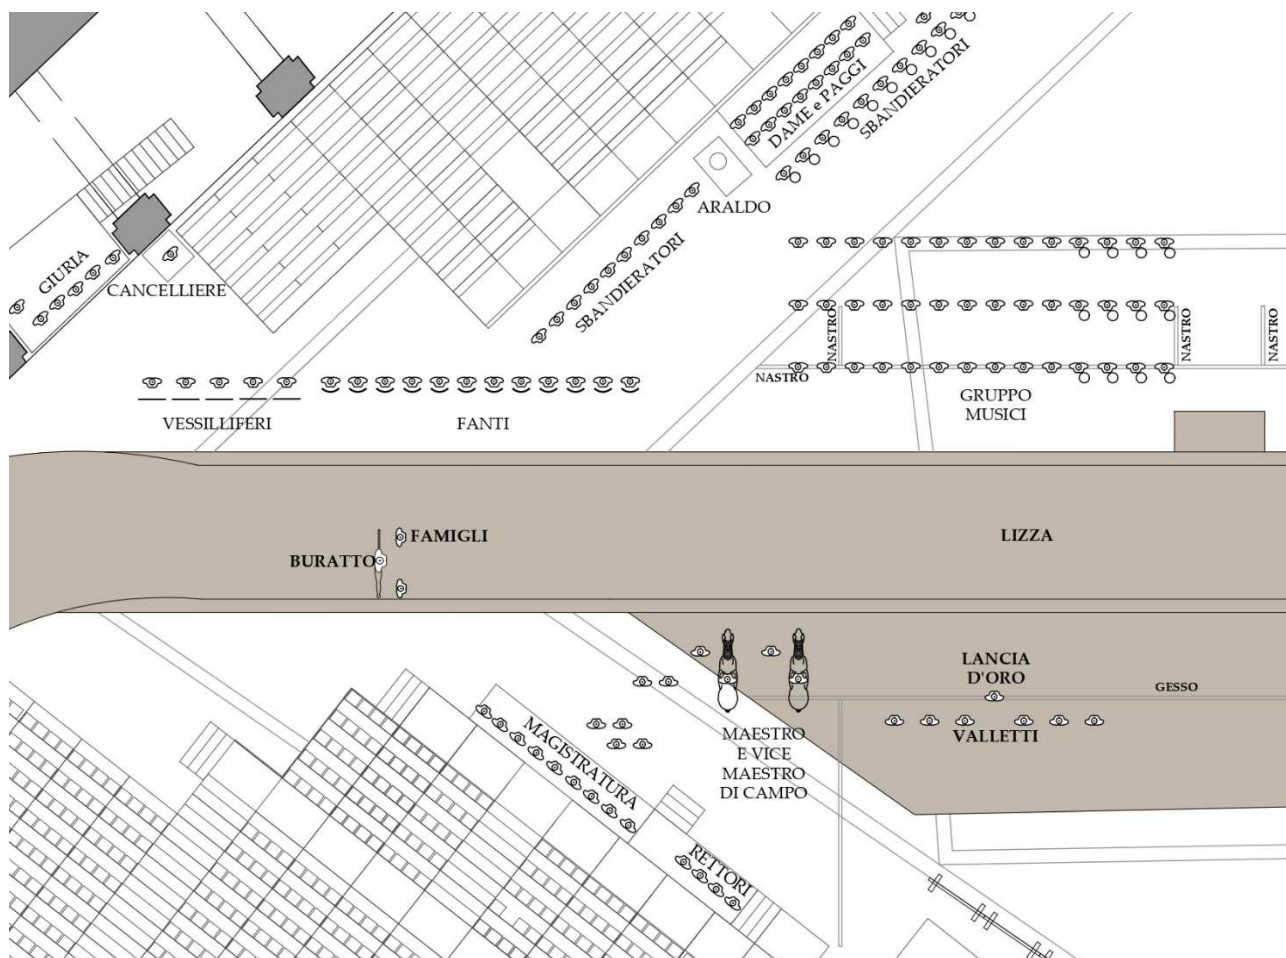 DAME e PAGGI
SBANDIERATORI
ARALDO
GIURIA
CANCELLIERE
SBANDIERATORI
NASTRO
NASTRO
NASTRO
NASTRO
GRUPPO
MUSICI
VESSILLIFERI
FANTI
FAMIGLI
BURATTO
LIZZA
LANCIA
D'ORO
GESSO
VALLETTI
MAESTRO
E VICE
MAESTRO
DI CAMPO
MAGISTRATURA
RETTORI